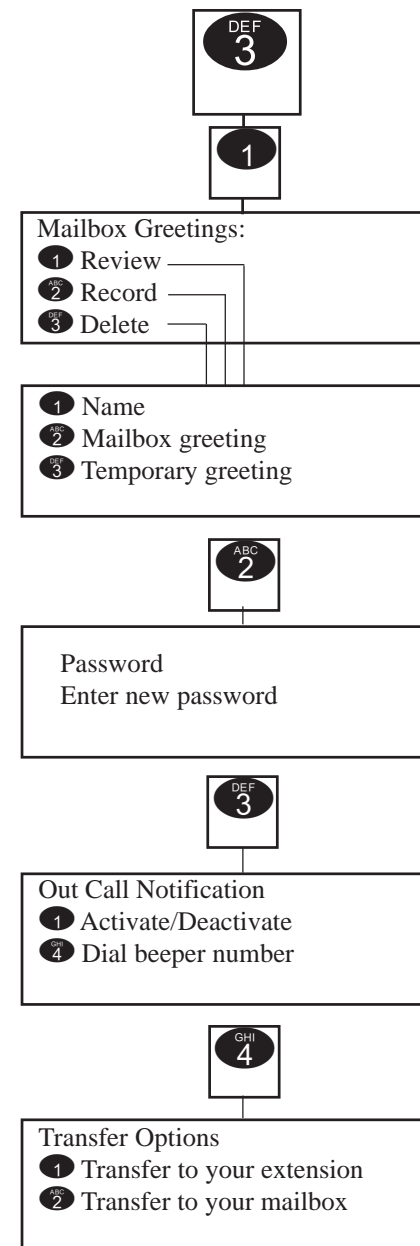 DEF
3
1
Mailbox Greetings:
1 Review
ABC 2 Record
DEF 3 Delete
1 Name
ABC 2 Mailbox greeting
DEF 3 Temporary greeting
ABC
2
Password
Enter new password
DEF
3
Out Call Notification
1 Activate/Deactivate
GHI 4 Dial beeper number
GHI
4
Transfer Options
1 Transfer to your extension
ABC 2 Transfer to your mailbox